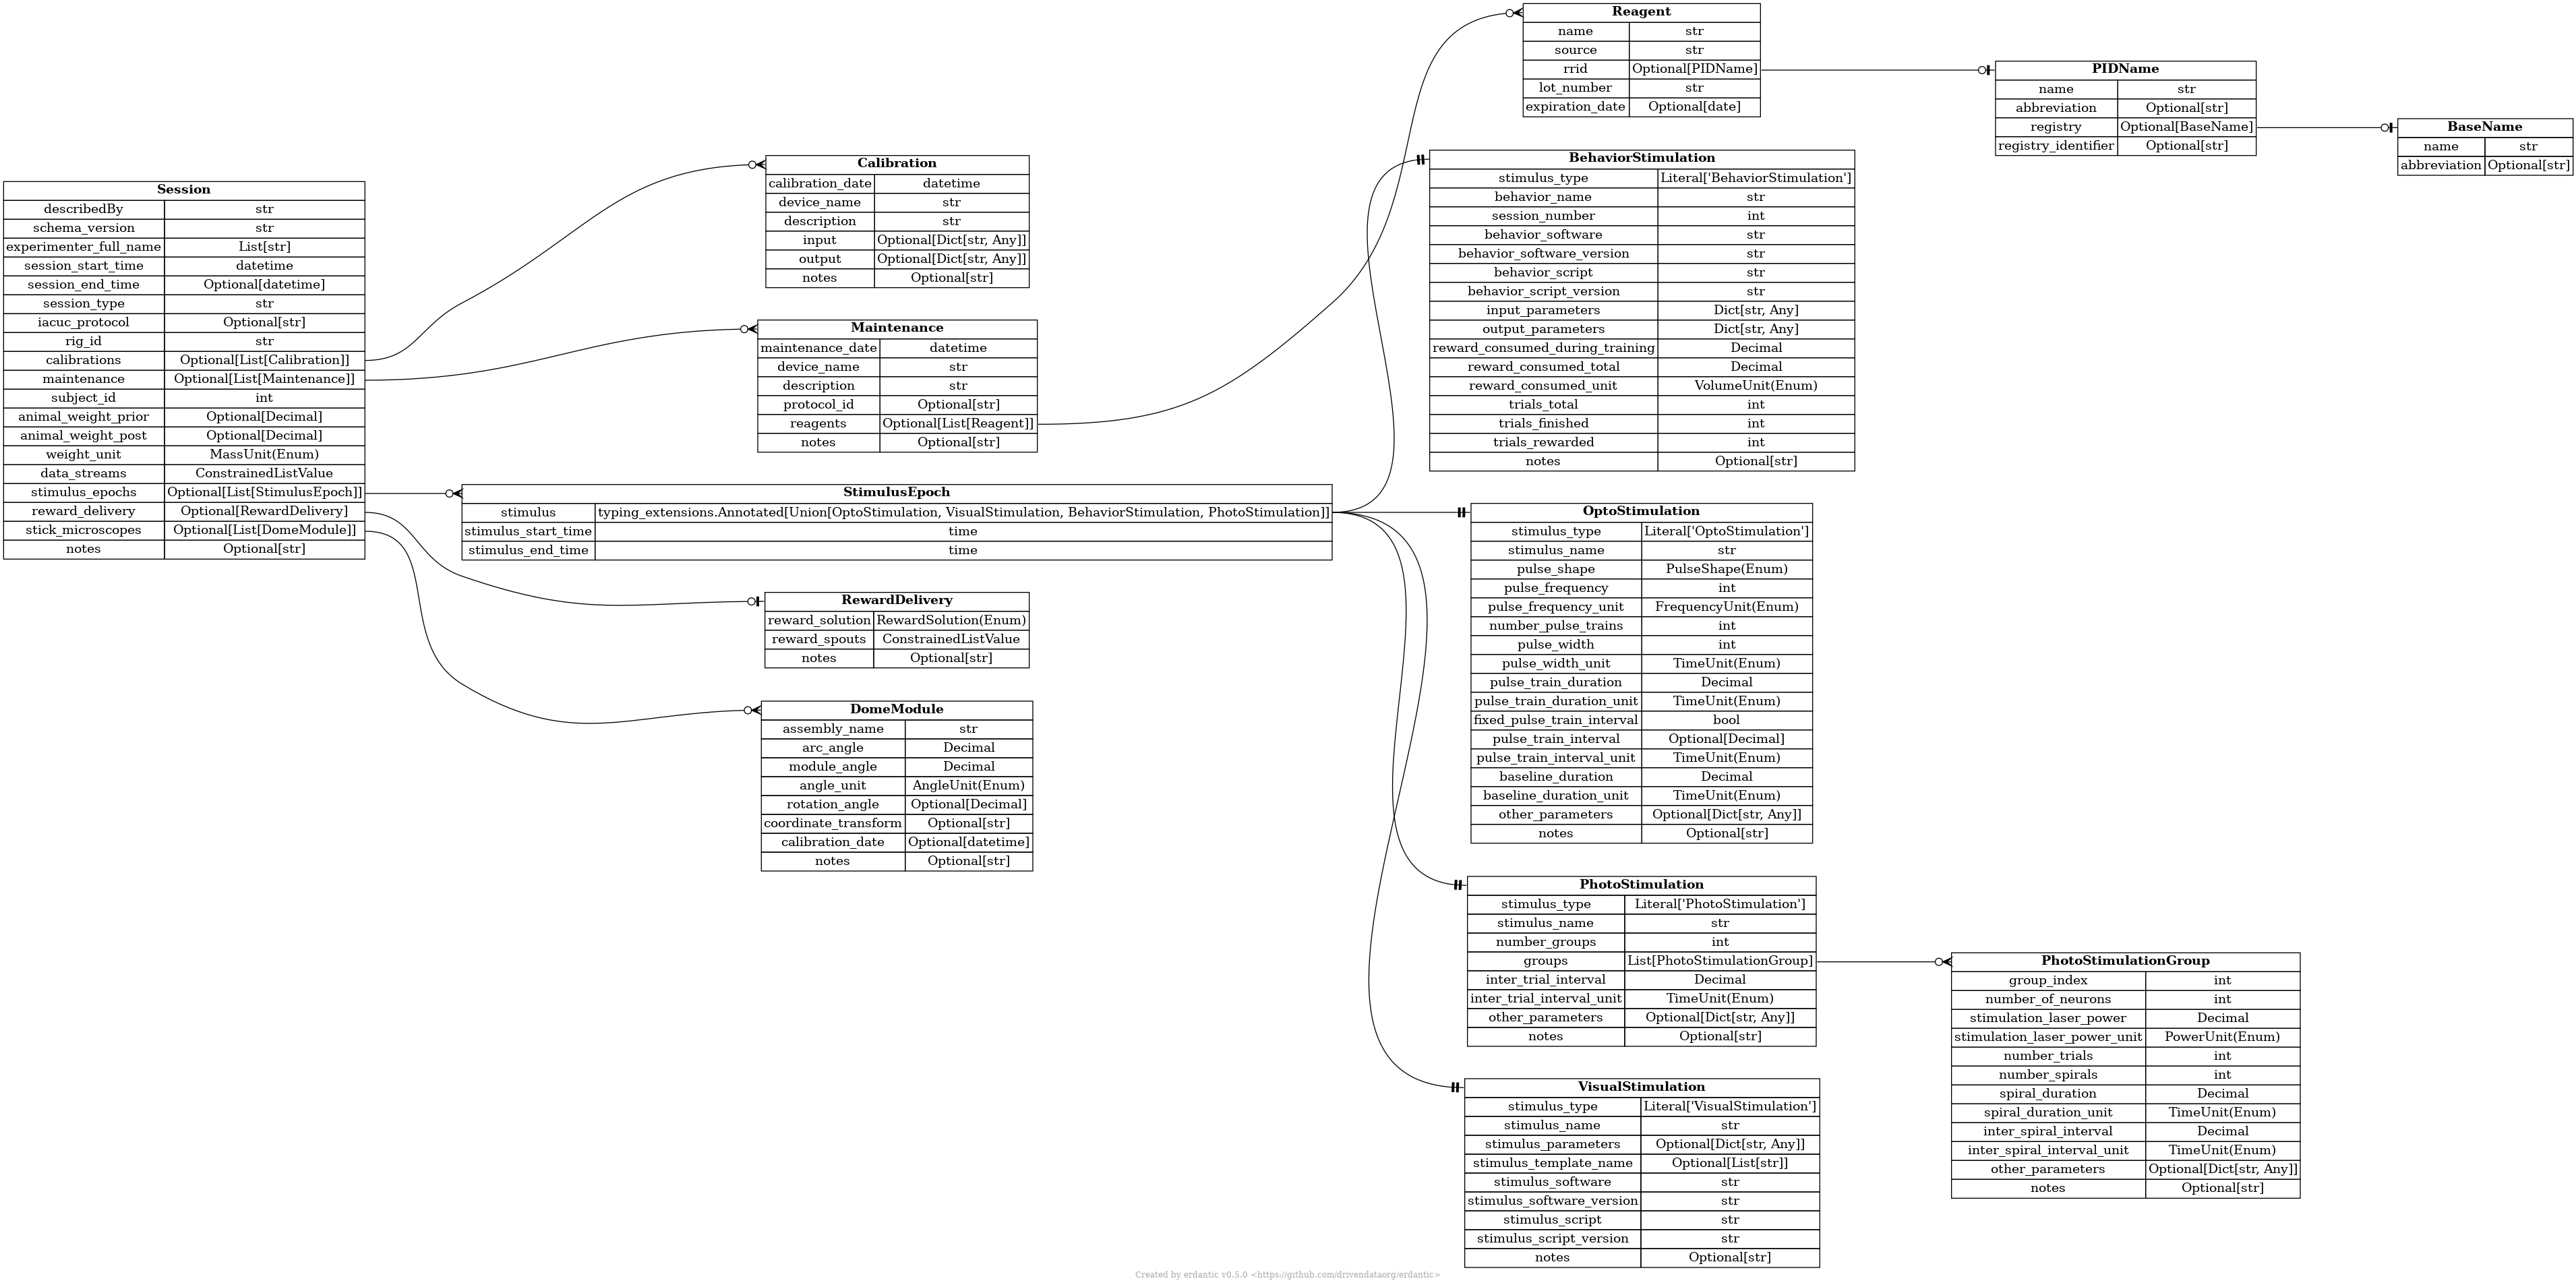 Session
describedBy str
schema_version str
experimenter_full_name List[str]
session_start_time datetime
session_end_time Optional[datetime]
session_type str
iacuc_protocol Optional[str]
rig_id str
calibrations Optional[List[Calibration]]
maintenance Optional[List[Maintenance]]
subject_id int
animal_weight_prior Optional[Decimal]
animal_weight_post Optional[Decimal]
weight_unit MassUnit(Enum)
data_streams ConstrainedListValue
stimulus_epochs Optional[List[StimulusEpoch]]
reward_delivery Optional[RewardDelivery]
stick_microscopes Optional[List[DomeModule]]
notes Optional[str]
Calibration
calibration_date datetime
device_name str
description str
input Optional[Dict[str, Any]]
output Optional[Dict[str, Any]]
notes Optional[str]
Maintenance
maintenance_date datetime
device_name str
description str
protocol_id Optional[str]
reagents Optional[List[Reagent]]
notes Optional[str]
StimulusEpoch
stimulus typing_extensions.Annotated[Union[OptoStimulation, VisualStimulation, BehaviorStimulation, PhotoStimulation]]
stimulus_start_time time
stimulus_end_time time
RewardDelivery
reward_solution RewardSolution(Enum)
reward_spouts ConstrainedListValue
notes Optional[str]
DomeModule
assembly_name str
arc_angle Decimal
module_angle Decimal
angle_unit AngleUnit(Enum)
rotation_angle Optional[Decimal]
coordinate_transform Optional[str]
calibration_date Optional[datetime]
notes Optional[str]
Reagent
name str
source str
rrid Optional[PIDName]
lot_number str
expiration_date Optional[date]
PIDName
name str
abbreviation Optional[str]
registry Optional[BaseName]
registry_identifier Optional[str]
BaseName
name str
abbreviation Optional[str]
BehaviorStimulation
stimulus_type Literal['BehaviorStimulation']
behavior_name str
session_number int
behavior_software str
behavior_software_version str
behavior_script str
behavior_script_version str
input_parameters Dict[str, Any]
output_parameters Dict[str, Any]
reward_consumed_during_training Decimal
reward_consumed_total Decimal
reward_consumed_unit VolumeUnit(Enum)
trials_total int
trials_finished int
trials_rewarded int
notes Optional[str]
OptoStimulation
stimulus_type Literal['OptoStimulation']
stimulus_name str
pulse_shape PulseShape(Enum)
pulse_frequency int
pulse_frequency_unit FrequencyUnit(Enum)
number_pulse_trains int
pulse_width int
pulse_width_unit TimeUnit(Enum)
pulse_train_duration Decimal
pulse_train_duration_unit TimeUnit(Enum)
fixed_pulse_train_interval bool
pulse_train_interval Optional[Decimal]
pulse_train_interval_unit TimeUnit(Enum)
baseline_duration Decimal
baseline_duration_unit TimeUnit(Enum)
other_parameters Optional[Dict[str, Any]]
notes Optional[str]
PhotoStimulation
stimulus_type Literal['PhotoStimulation']
stimulus_name str
number_groups int
groups List[PhotoStimulationGroup]
inter_trial_interval Decimal
inter_trial_interval_unit TimeUnit(Enum)
other_parameters Optional[Dict[str, Any]]
notes Optional[str]
PhotoStimulationGroup
group_index int
number_of_neurons int
stimulation_laser_power Decimal
stimulation_laser_power_unit PowerUnit(Enum)
number_trials int
number_spirals int
spiral_duration Decimal
spiral_duration_unit TimeUnit(Enum)
inter_spiral_interval Decimal
inter_spiral_interval_unit TimeUnit(Enum)
other_parameters Optional[Dict[str, Any]]
notes Optional[str]
VisualStimulation
stimulus_type Literal['VisualStimulation']
stimulus_name str
stimulus_parameters Optional[Dict[str, Any]]
stimulus_template_name Optional[List[str]]
stimulus_software str
stimulus_software_version str
stimulus_script str
stimulus_script_version str
notes Optional[str]
Created by erdantic v0.5.0 <https://github.com/drivendataorg/erdantic>